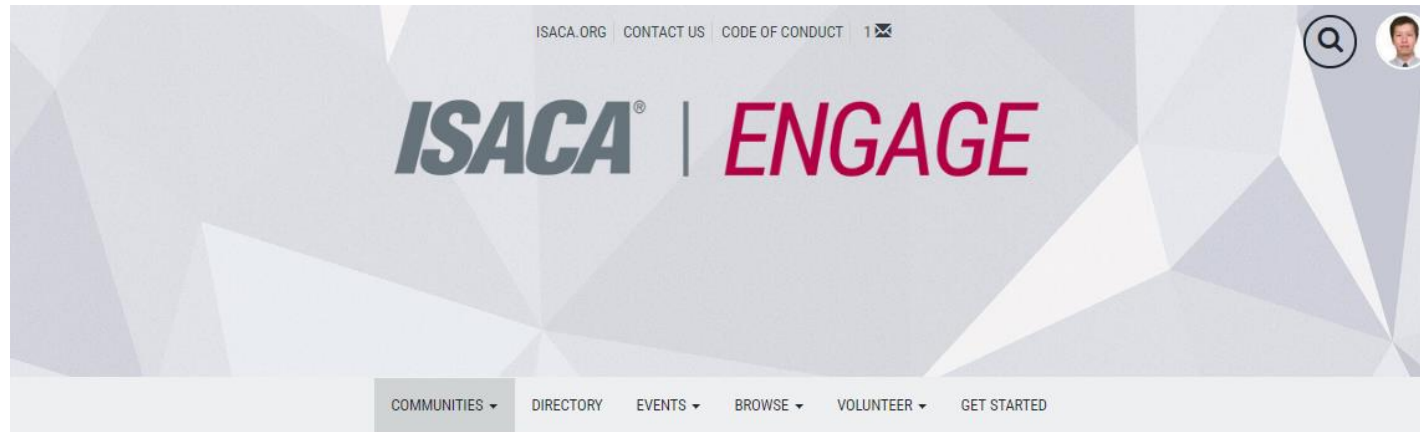 ISACA.ORG CONTACT US CODE OF CONDUCT 1
ISACA® | ENGAGE
COMMUNITIES DIRECTORY EVENTS BROWSE VOLUNTEER GET STARTED